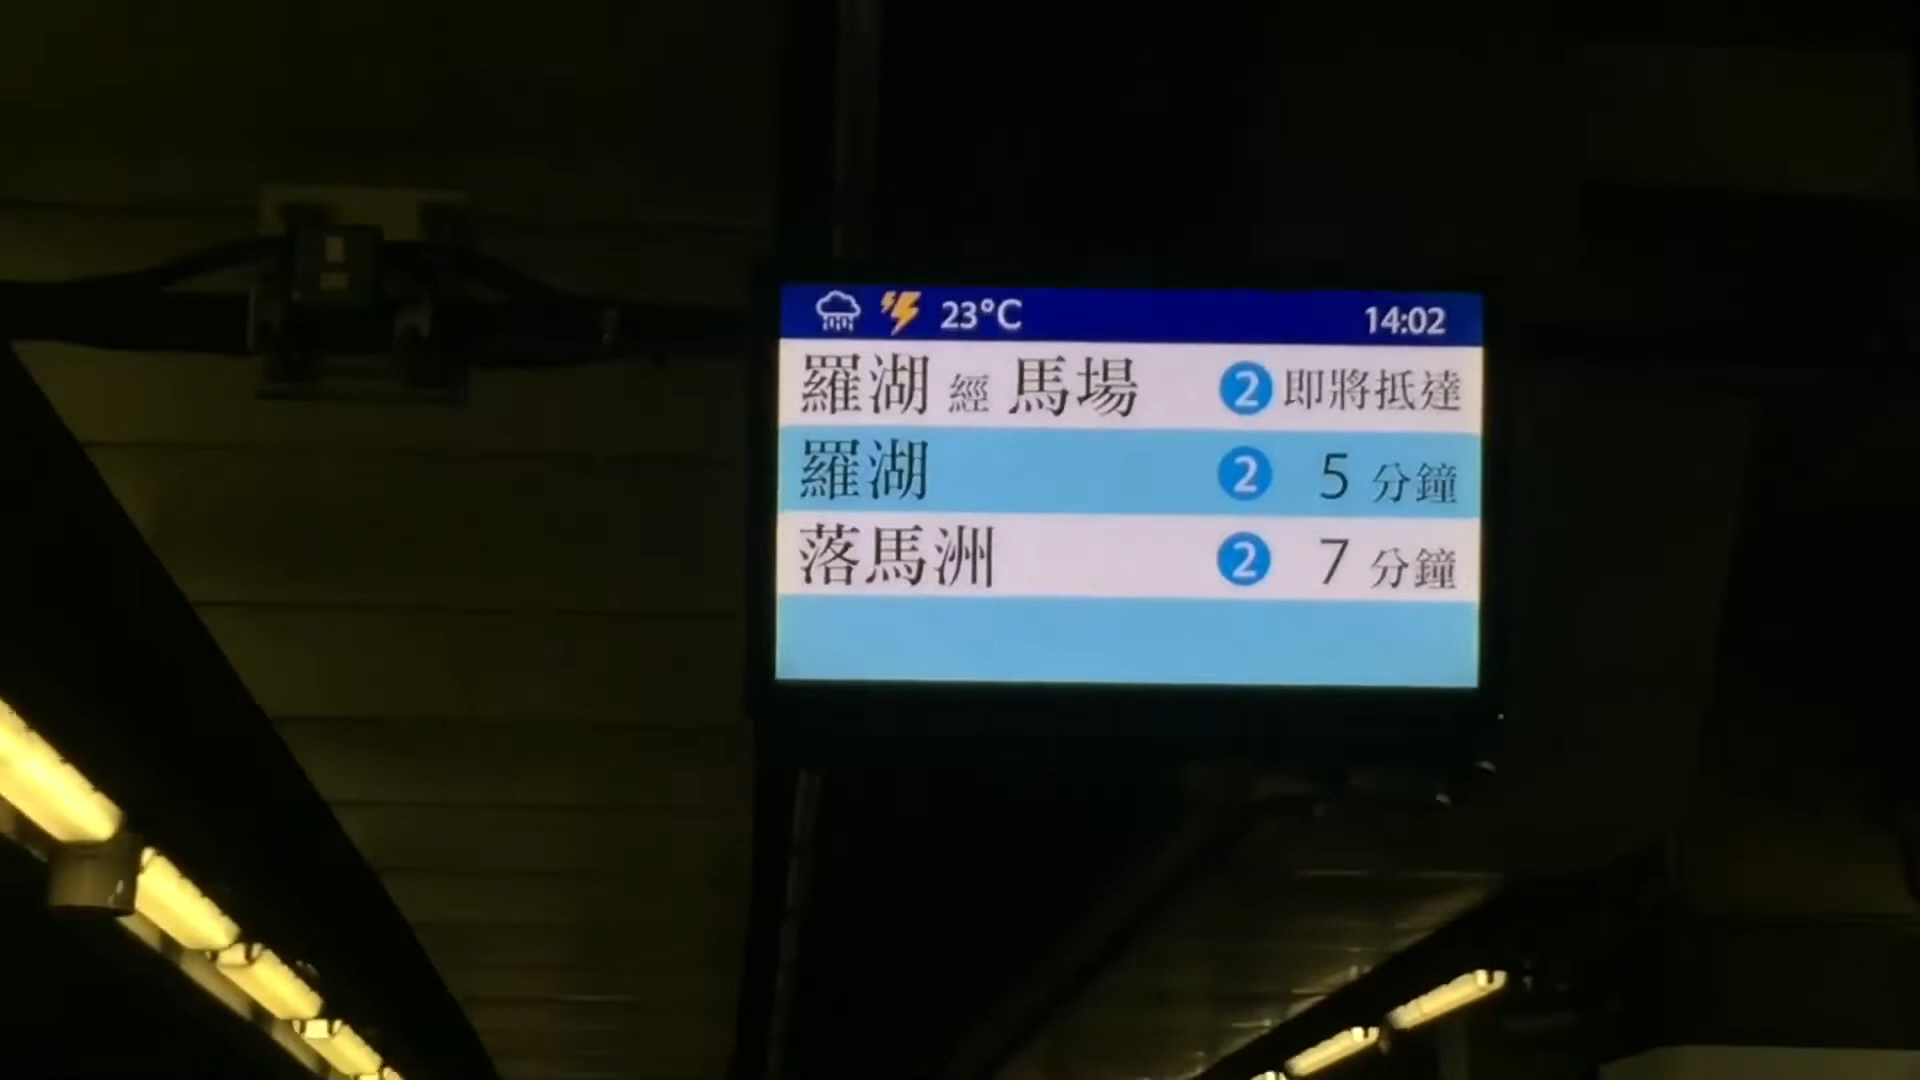 23°C 14:02
羅湖 經 馬場 2 即將抵達
羅湖 2 5 分鐘
落馬洲 2 7 分鐘